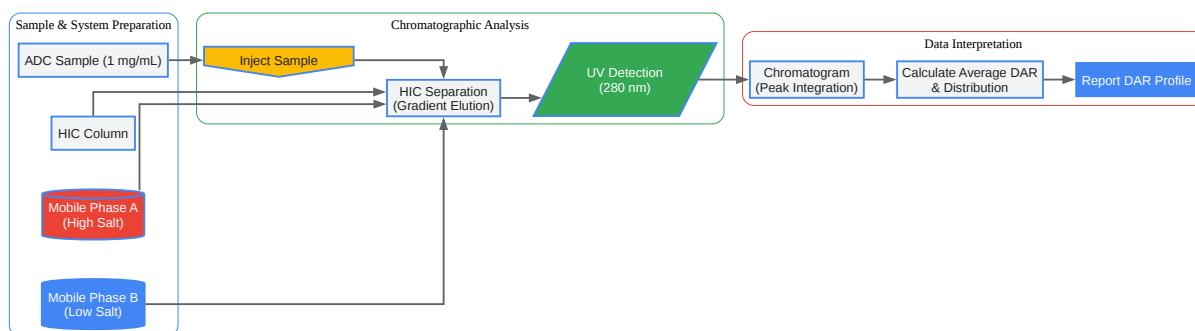 Sample & System Preparation
ADC Sample (1 mg/mL)
HIC Column
Mobile Phase A
(High Salt)
Mobile Phase B
(Low Salt)
Chromatographic Analysis
Inject Sample
HIC Separation
(Gradient Elution)
UV Detection
(280 nm)
Data Interpretation
Chromatogram
(Peak Integration)
Calculate Average DAR
& Distribution
Report DAR Profile